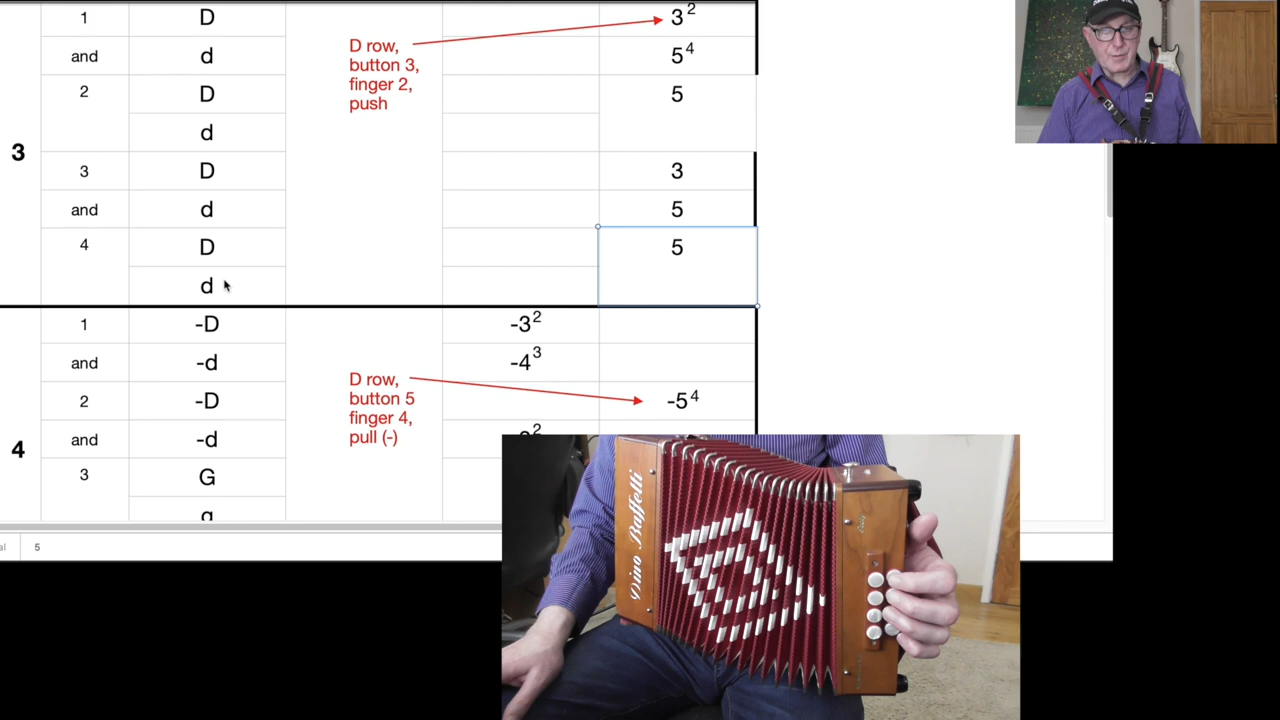 1 D 3²
and d 5⁴
D row,
button 3,
finger 2,
push
2 D 5
d
3
3 D 3
and d 5
4 D 5
d
1 -D -3²
and -d -4³
D row,
button 5
finger 4,
pull (-)
2 -D -5⁴
and -d
4
3 G
5
Dino Baffetti